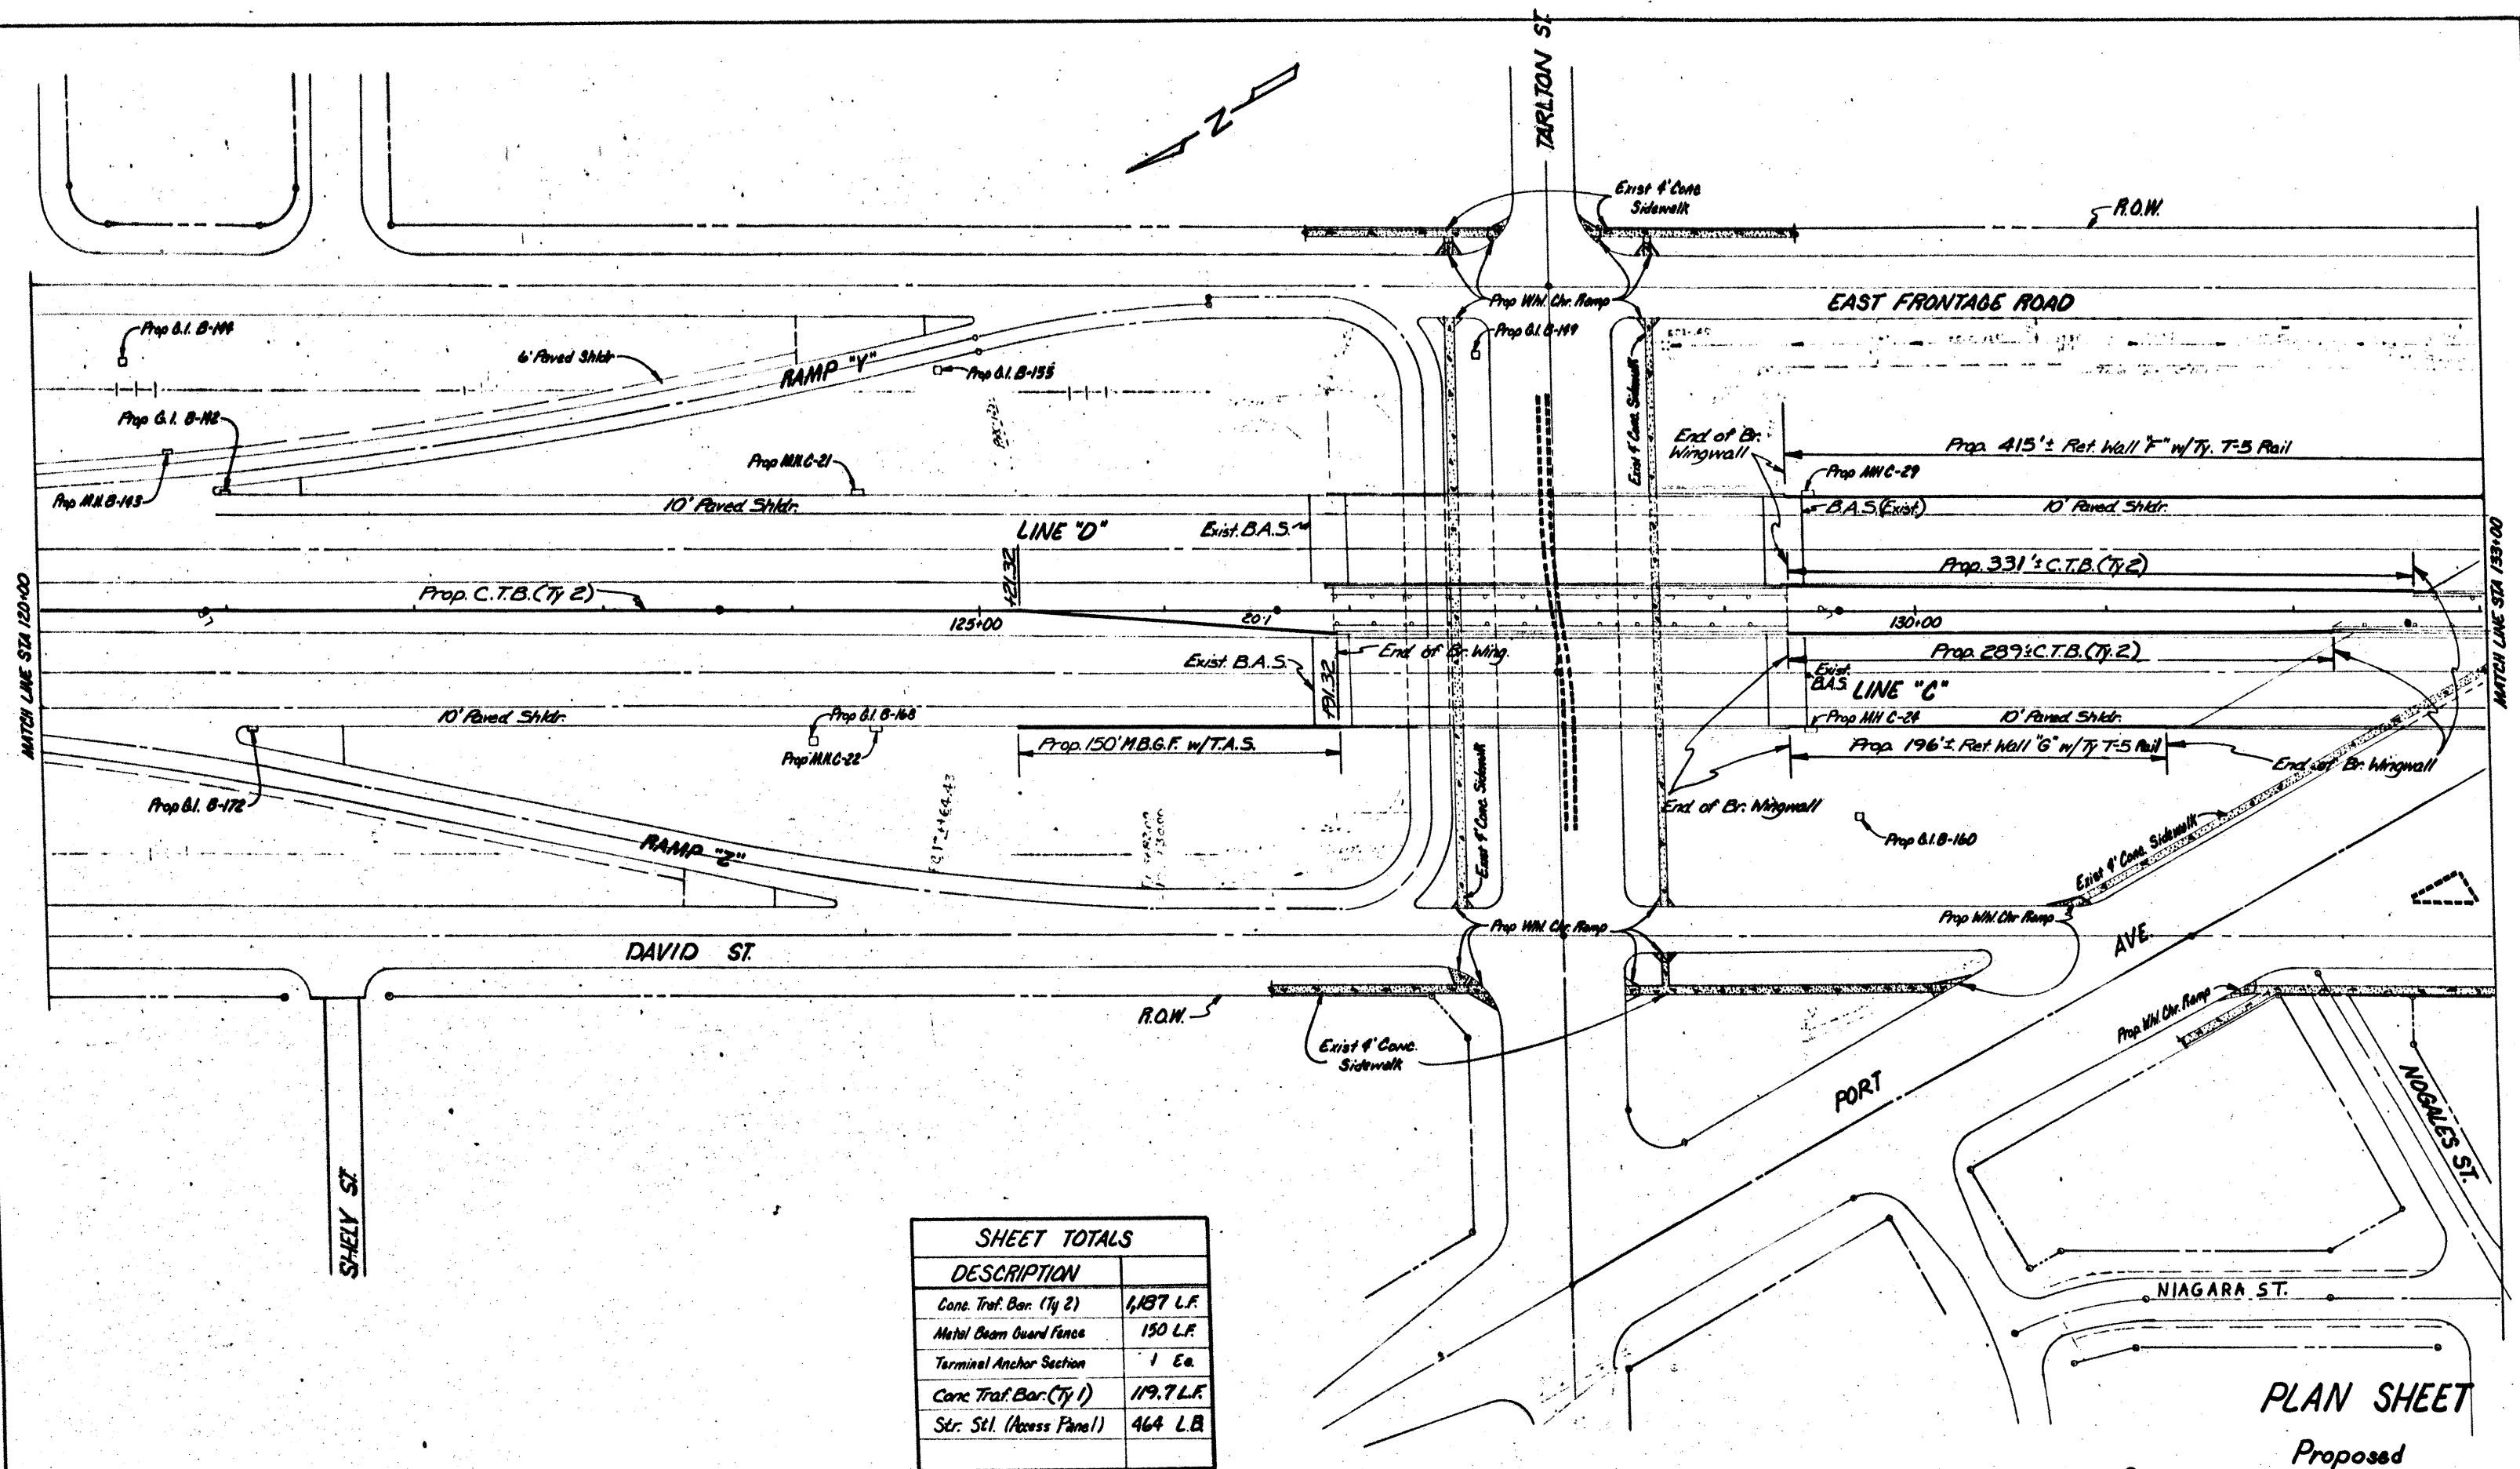 TARLTON ST.
N
Exist 4' Conc
Sidewalk
R.O.W.
Prop Whl. Chr. Ramp
EAST FRONTAGE ROAD
Prop G.I. B-144
6' Paved Shldr
RAMP "Y"
Prop G.I. B-155
Prop G.I. B-149
Exist 4' Conc. Sidewalk
Prop G.I. B-142
Prop M.H. C-21
End of Br.
Wingwall
Prop. 415'± Ret. Wall "F" w/Ty. T-5 Rail
Prop MH C-29
Prop M.H. B-143
10' Paved Shldr.
LINE "D"
Exist. B.A.S.
B.A.S. (Exist.)
10' Paved Shldr.
MATCH LINE STA 120+00
MATCH LINE STA 133+00
+21.32
Prop. C.T.B. (Ty 2)
Prop. 331'± C.T.B. (Ty 2)
125+00
20:1
130+00
Exist. B.A.S.
End of Br. Wing.
+91.32
Prop. 289'± C.T.B. (Ty. 2)
Exist.
B.A.S.
LINE "C"
10' Paved Shldr.
Prop G.I. B-168
Prop MH C-24
10' Paved Shldr.
Prop M.H. C-22
Prop. 150' M.B.G.F. w/T.A.S.
Prop. 196'± Ret. Wall "G" w/Ty T-5 Rail
End of Br. Wingwall
Prop G.I. B-172
End of Br. Wingwall
Exist 4' Conc. Sidewalk
Prop G.I. B-160
RAMP "Z"
Exist 4' Conc. Sidewalk
Prop Whl. Chr Ramp
Prop Whl. Chr. Ramp
DAVID ST.
AVE.
R.O.W.
Exist 4' Conc.
Sidewalk
Prop. Whl. Chr. Ramp
PORT
NOGALES ST.
SHELY ST.
NIAGARA ST.
SHEET TOTALS
DESCRIPTION
Conc. Traf. Bar. (Ty 2) 1,187 L.F.
Metal Beam Guard Fence 150 L.F.
Terminal Anchor Section 1 Ea.
Conc Traf. Bar. (Ty 1) 119.7 L.F.
Str. Stl. (Access Panel) 464 L.B.
PLAN SHEET
Proposed